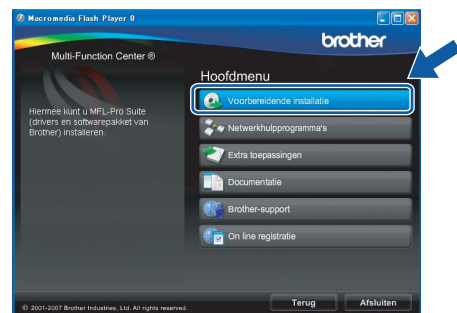 Macromedia Flash Player 8
brother
Multi-Function Center ®
Hiermee kunt u MFL-Pro Suite
(drivers en softwarepakket van
Brother) installeren.
Hoofdmenu
Voorbereidende installatie
Netwerkhulpprogramma's
Extra toepassingen
Documentatie
Brother-support
On line registratie
© 2001-2007 Brother Industries, Ltd. All rights reserved.
Terug
Afsluiten